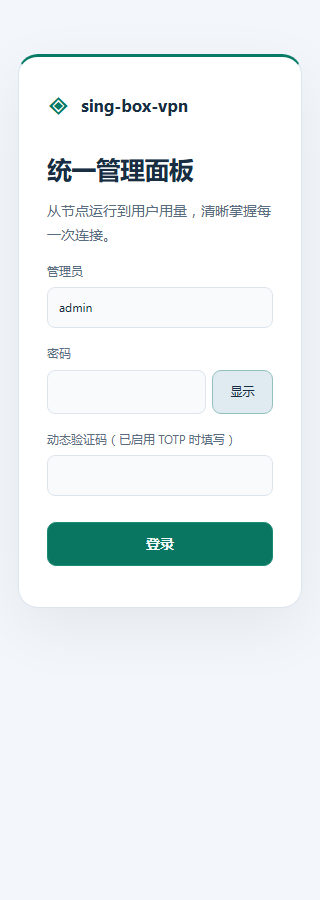 sing-box-vpn
统一管理面板
从节点运行到用户用量，清晰掌握每
一次连接。
管理员
admin
密码
显示
动态验证码（已启用 TOTP 时填写）
登录